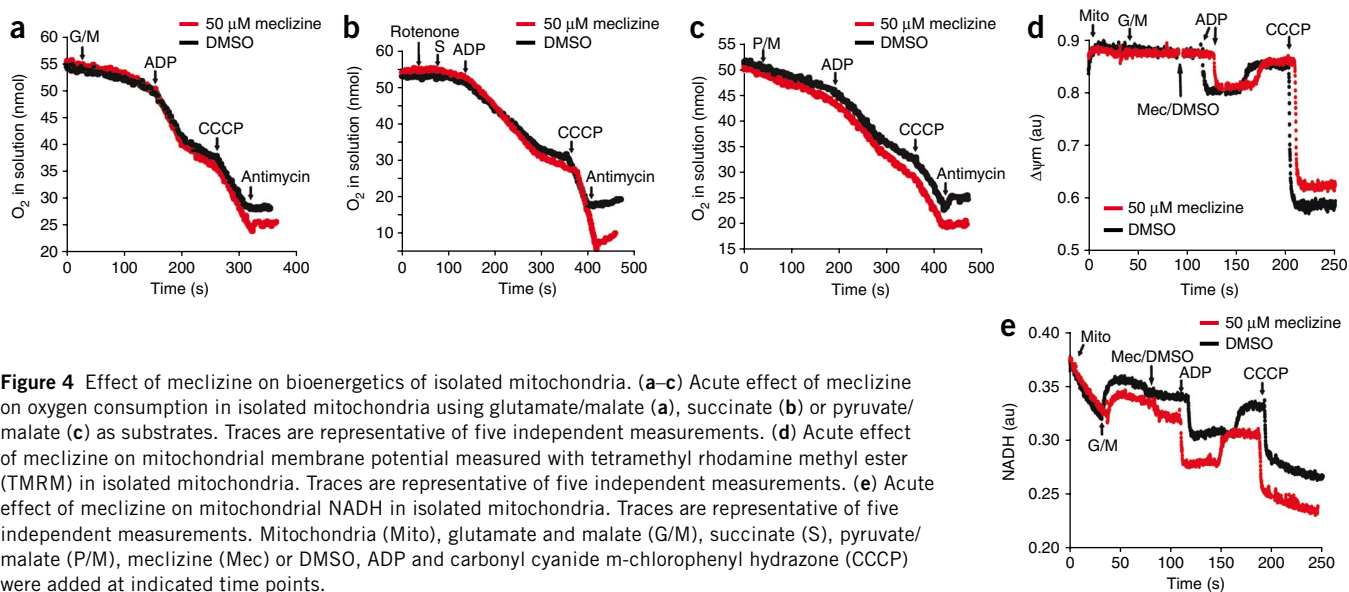 a
50 μM meclizine
DMSO
60
55
50
45
40
35
30
25
20
O2 in solution (nmol)
G/M
ADP
CCCP
Antimycin
0 100 200 300 400
Time (s)
b
50 μM meclizine
DMSO
60
50
40
30
20
10
O2 in solution (nmol)
Rotenone
S
ADP
CCCP
Antimycin
0 100 200 300 400 500
Time (s)
c
50 μM meclizine
DMSO
55
50
45
40
35
30
25
20
15
O2 in solution (nmol)
P/M
ADP
CCCP
Antimycin
0 100 200 300 400 500
Time (s)
d
0.9
0.8
0.7
0.6
0.5
Δψm (au)
Mito
G/M
ADP
CCCP
Mec/DMSO
50 μM meclizine
DMSO
0 50 100 150 200 250
Time (s)
e
50 μM meclizine
DMSO
0.40
0.35
0.30
0.25
0.20
NADH (au)
Mito
Mec/DMSO
ADP
CCCP
G/M
0 50 100 150 200 250
Time (s)
Figure 4 Effect of meclizine on bioenergetics of isolated mitochondria. (a–c) Acute effect of meclizine
on oxygen consumption in isolated mitochondria using glutamate/malate (a), succinate (b) or pyruvate/
malate (c) as substrates. Traces are representative of five independent measurements. (d) Acute effect
of meclizine on mitochondrial membrane potential measured with tetramethyl rhodamine methyl ester
(TMRM) in isolated mitochondria. Traces are representative of five independent measurements. (e) Acute
effect of meclizine on mitochondrial NADH in isolated mitochondria. Traces are representative of five
independent measurements. Mitochondria (Mito), glutamate and malate (G/M), succinate (S), pyruvate/
malate (P/M), meclizine (Mec) or DMSO, ADP and carbonyl cyanide m-chlorophenyl hydrazone (CCCP)
were added at indicated time points.